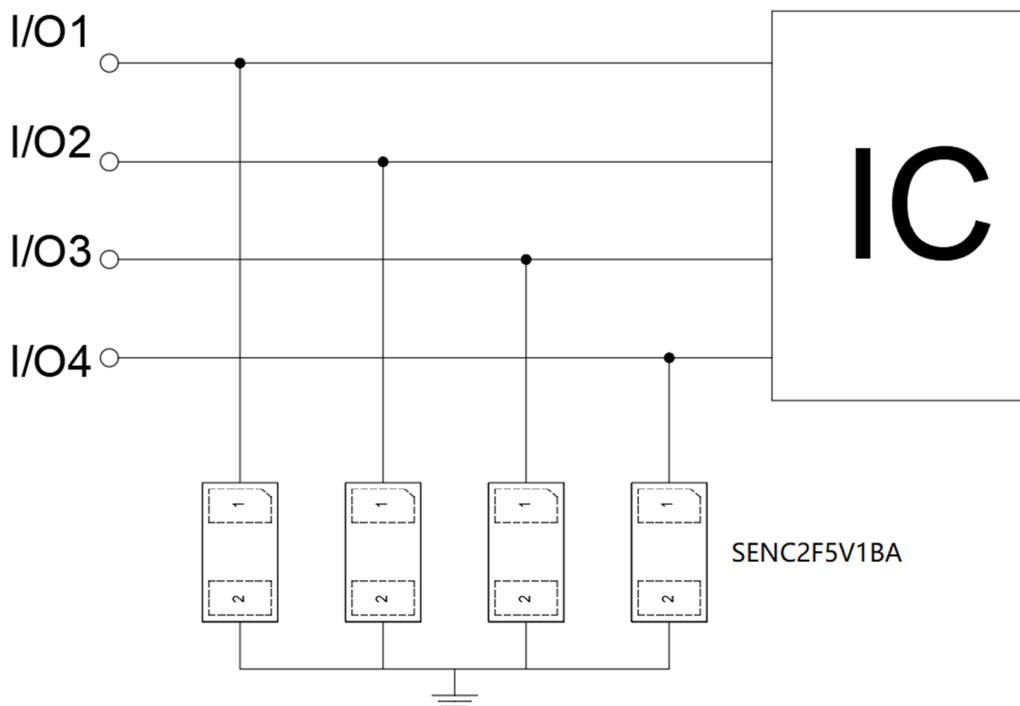 I/O1
I/O2
I/O3
I/O4
IC
1 1 1 1
SENC2F5V1BA
2 2 2 2